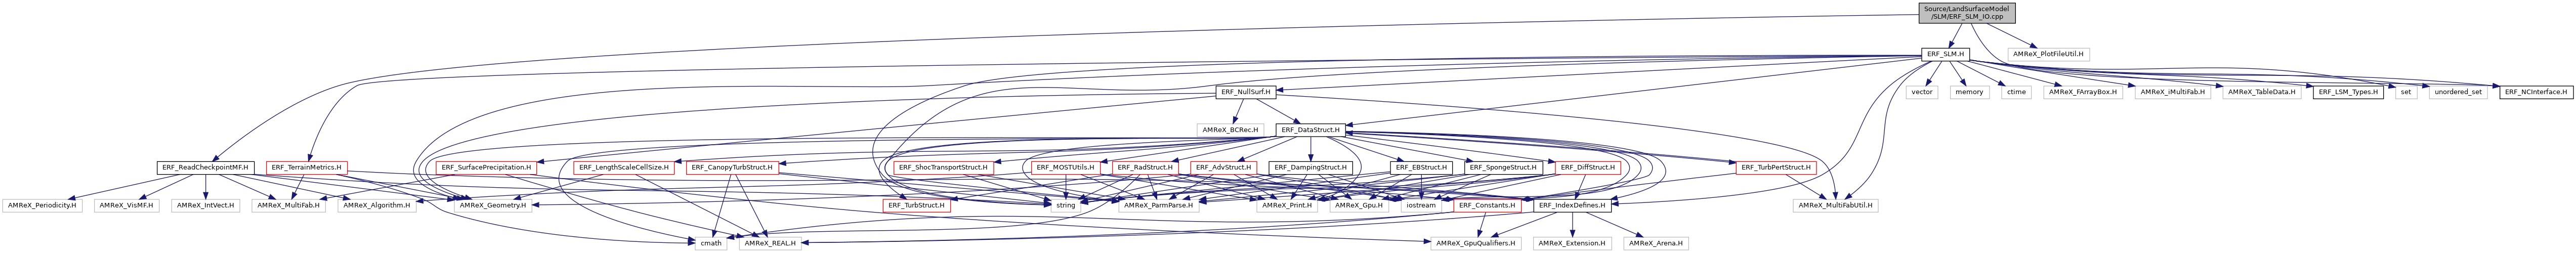 Source/LandSurfaceModel
/SLM/ERF_SLM_IO.cpp
ERF_SLM.H
AMReX_PlotFileUtil.H
ERF_NullSurf.H
vector
memory
ctime
AMReX_FArrayBox.H
AMReX_iMultiFab.H
AMReX_TableData.H
ERF_LSM_Types.H
set
unordered_set
ERF_NCInterface.H
AMReX_BCRec.H
ERF_DataStruct.H
ERF_ReadCheckpointMF.H
ERF_TerrainMetrics.H
ERF_SurfacePrecipitation.H
ERF_LengthScaleCellSize.H
ERF_CanopyTurbStruct.H
ERF_ShocTransportStruct.H
ERF_MOSTUtils.H
ERF_RadStruct.H
ERF_AdvStruct.H
ERF_DampingStruct.H
ERF_EBStruct.H
ERF_SpongeStruct.H
ERF_DiffStruct.H
ERF_TurbPertStruct.H
AMReX_Periodicity.H
AMReX_VisMF.H
AMReX_IntVect.H
AMReX_MultiFab.H
AMReX_Algorithm.H
AMReX_Geometry.H
ERF_TurbStruct.H
string
AMReX_ParmParse.H
AMReX_Print.H
AMReX_Gpu.H
iostream
ERF_Constants.H
ERF_IndexDefines.H
AMReX_MultiFabUtil.H
cmath
AMReX_REAL.H
AMReX_GpuQualifiers.H
AMReX_Extension.H
AMReX_Arena.H